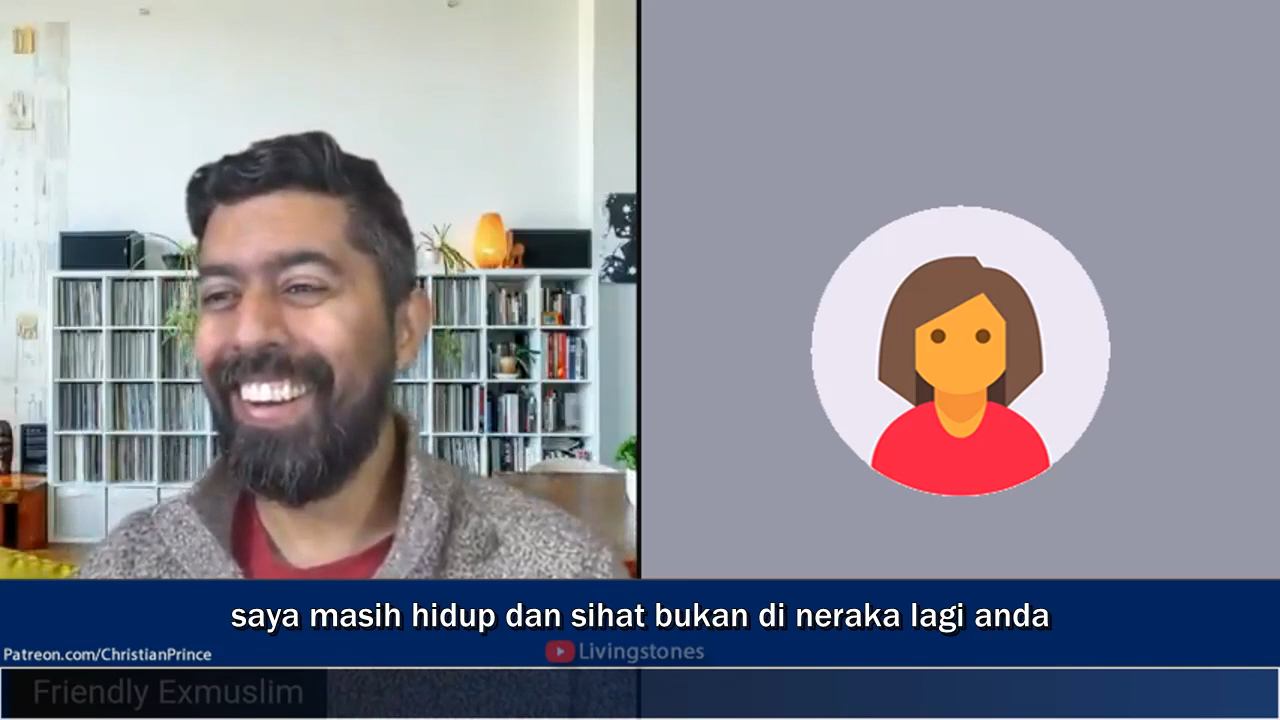 saya masih hidup dan sihat bukan di neraka lagi anda
Patreon.com/ChristianPrince
Livingstones
Friendly Exmuslim